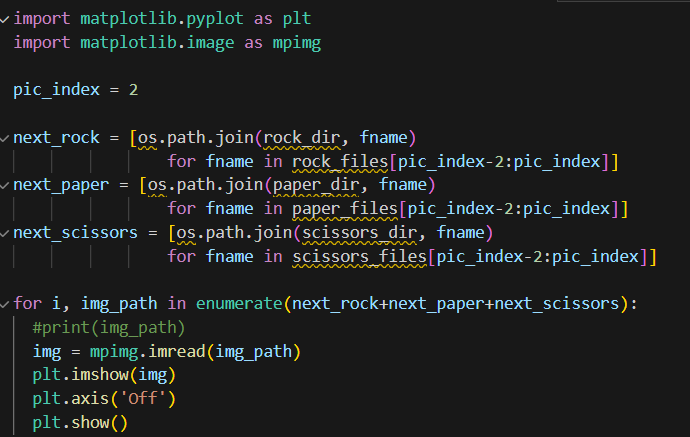 import matplotlib.pyplot as plt
import matplotlib.image as mpimg
pic_index = 2
next_rock = [os.path.join(rock_dir, fname)
for fname in rock_files[pic_index-2:pic_index]]
next_paper = [os.path.join(paper_dir, fname)
for fname in paper_files[pic_index-2:pic_index]]
next_scissors = [os.path.join(scissors_dir, fname)
for fname in scissors_files[pic_index-2:pic_index]]
for i, img_path in enumerate(next_rock+next_paper+next_scissors):
#print(img_path)
img = mpimg.imread(img_path)
plt.imshow(img)
plt.axis('Off')
plt.show()